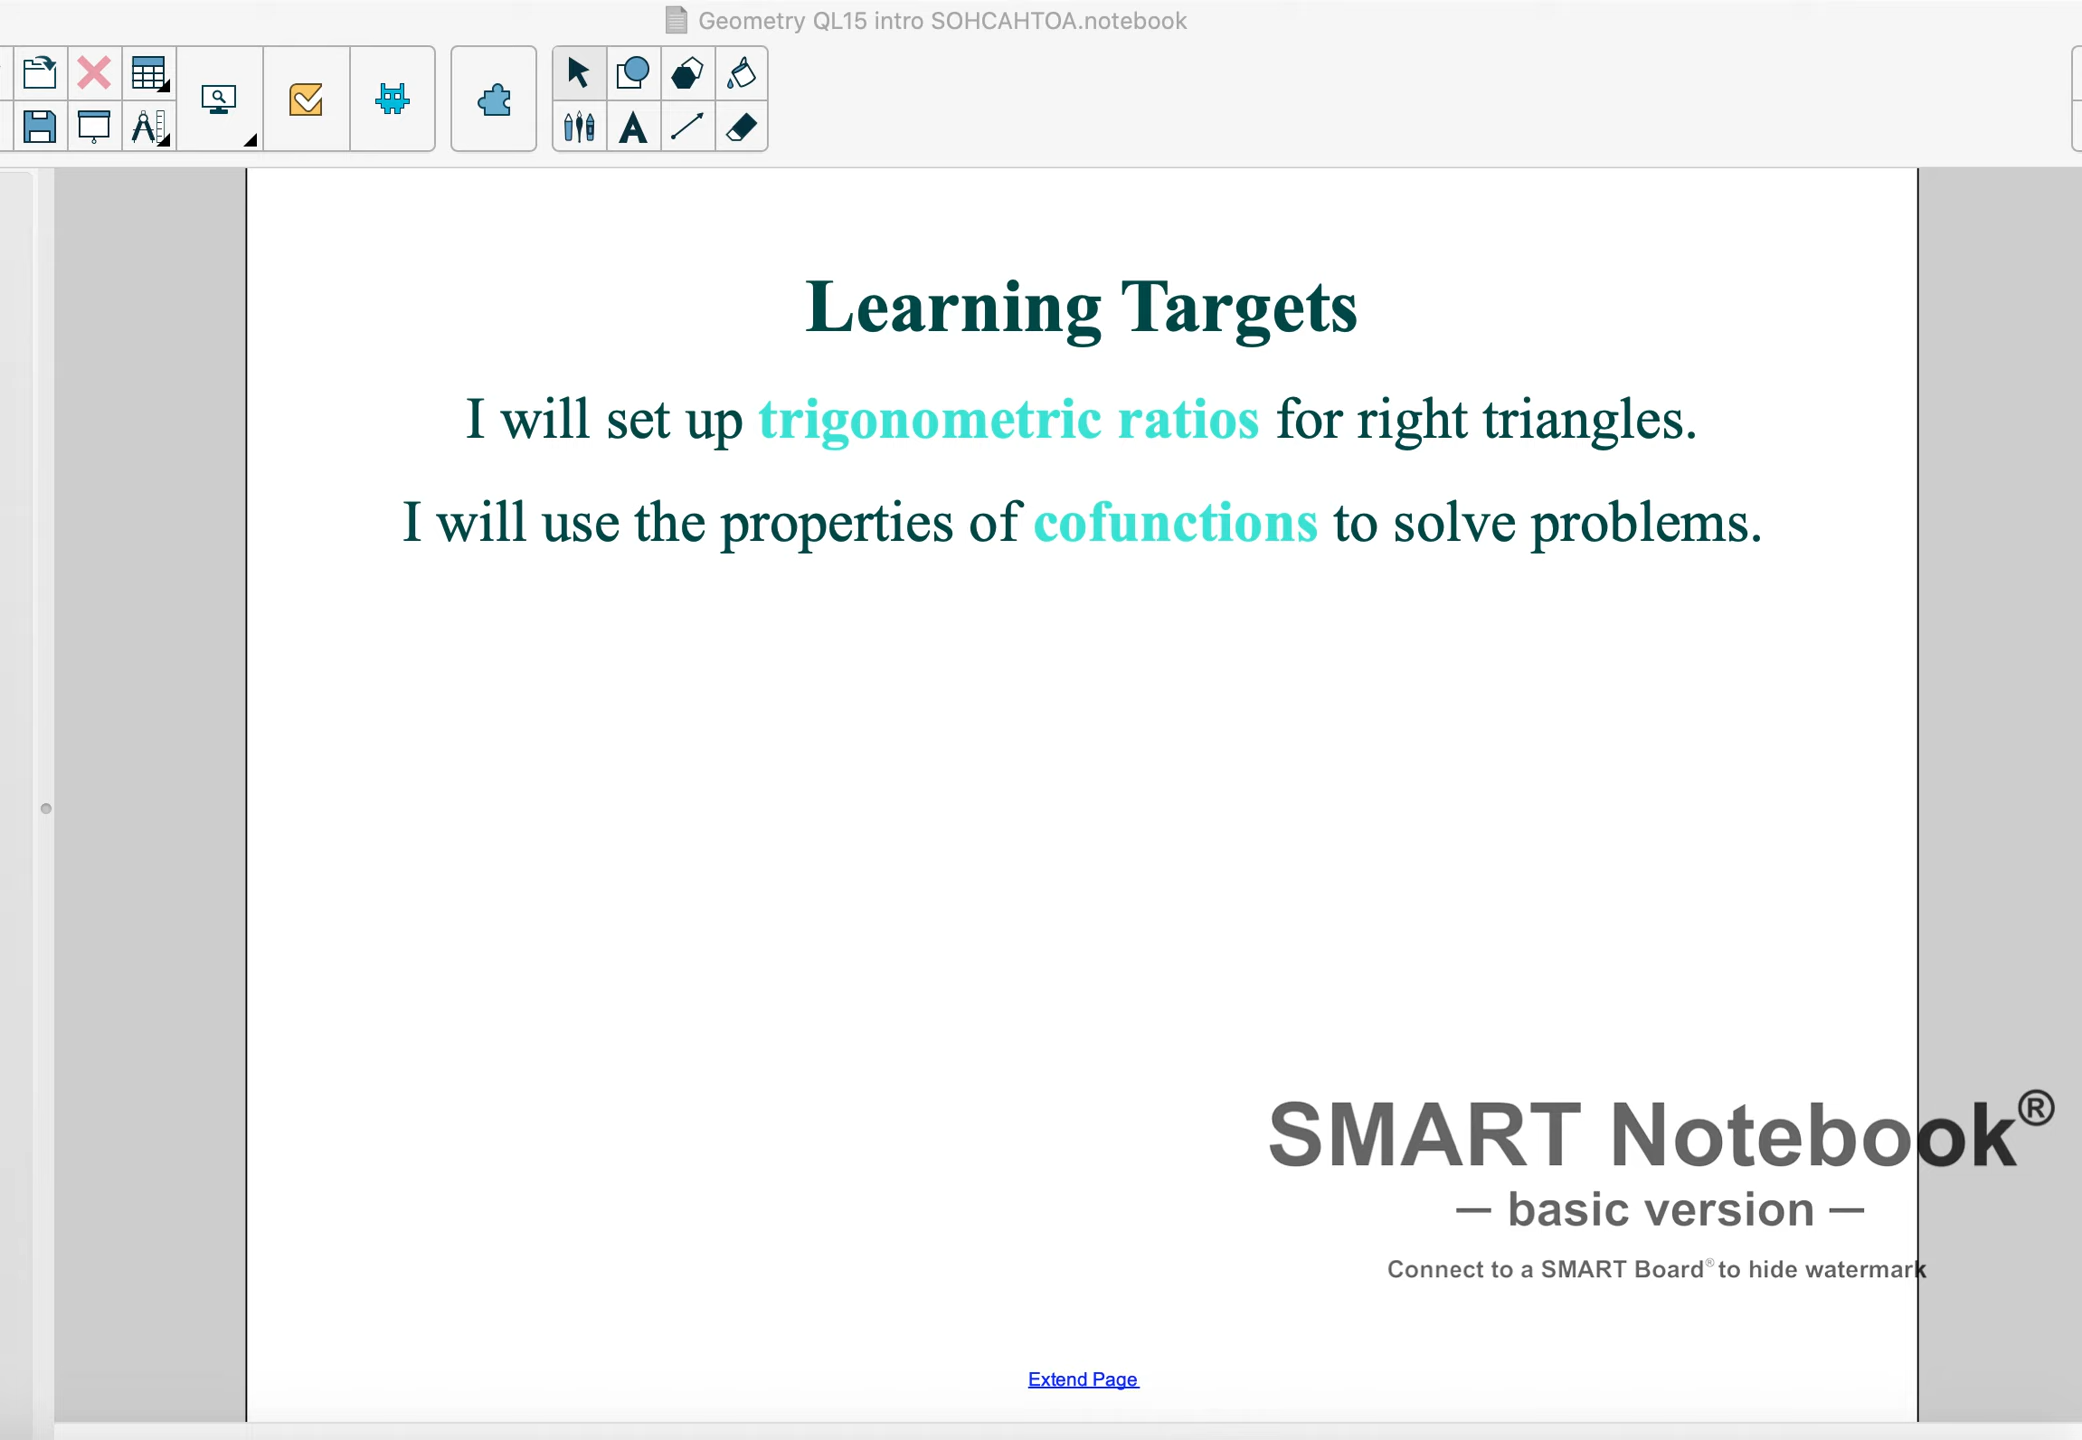 Geometry QL15 intro SOHCAHTOA.notebook
Learning Targets
I will set up trigonometric ratios for right triangles.
I will use the properties of cofunctions to solve problems.
SMART Notebook®
— basic version —
Connect to a SMART Board® to hide watermark
Extend Page